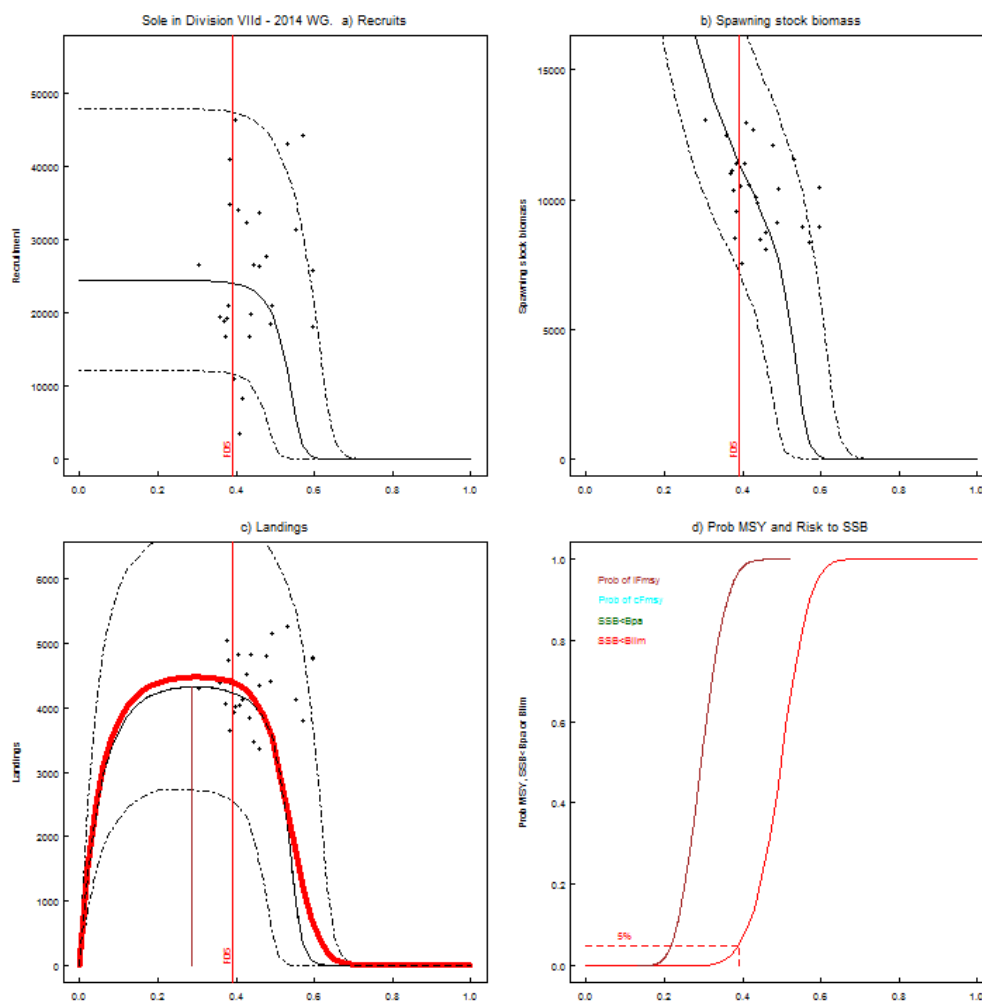 Sole in Division VIId - 2014 WG. a) Recruits
Recruitment
50000
40000
30000
20000
10000
0
F05
0.0 0.2 0.4 0.6 0.8 1.0
b) Spawning stock biomass
Spawning stock biomass
15000
10000
5000
0
F05
0.0 0.2 0.4 0.6 0.8 1.0
c) Landings
Landings
6000
5000
4000
3000
2000
1000
0
F05
0.0 0.2 0.4 0.6 0.8 1.0
d) Prob MSY and Risk to SSB
Prob MSY, SSB<Bpa or Blim
1.0
0.8
0.6
0.4
0.2
0.0
Prob of lFmsy
Prob of cFmsy
SSB<Bpa
SSB<Blim
5%
0.0 0.2 0.4 0.6 0.8 1.0